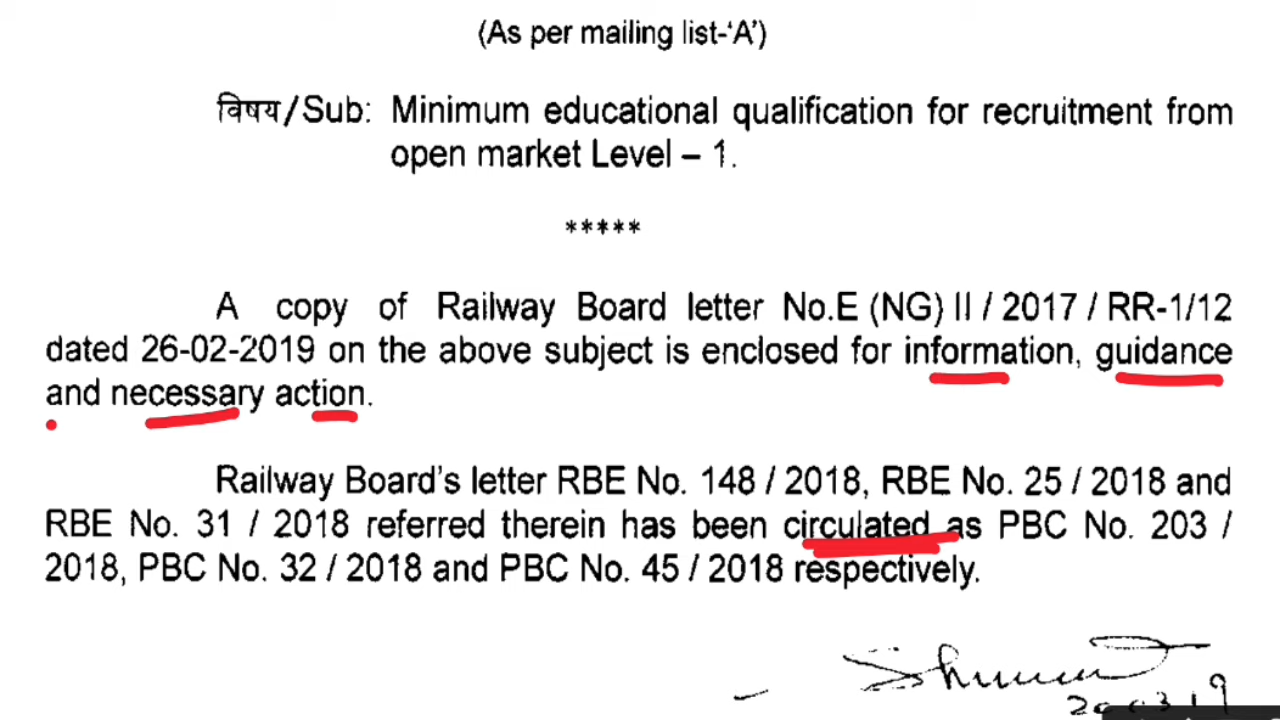 (As per mailing list-'A')
विषय/Sub: Minimum educational qualification for recruitment from
open market Level – 1.
*****
A copy of Railway Board letter No.E (NG) II / 2017 / RR-1/12
dated 26-02-2019 on the above subject is enclosed for information, guidance
and necessary action.
Railway Board's letter RBE No. 148 / 2018, RBE No. 25 / 2018 and
RBE No. 31 / 2018 referred therein has been circulated as PBC No. 203 /
2018, PBC No. 32 / 2018 and PBC No. 45 / 2018 respectively.